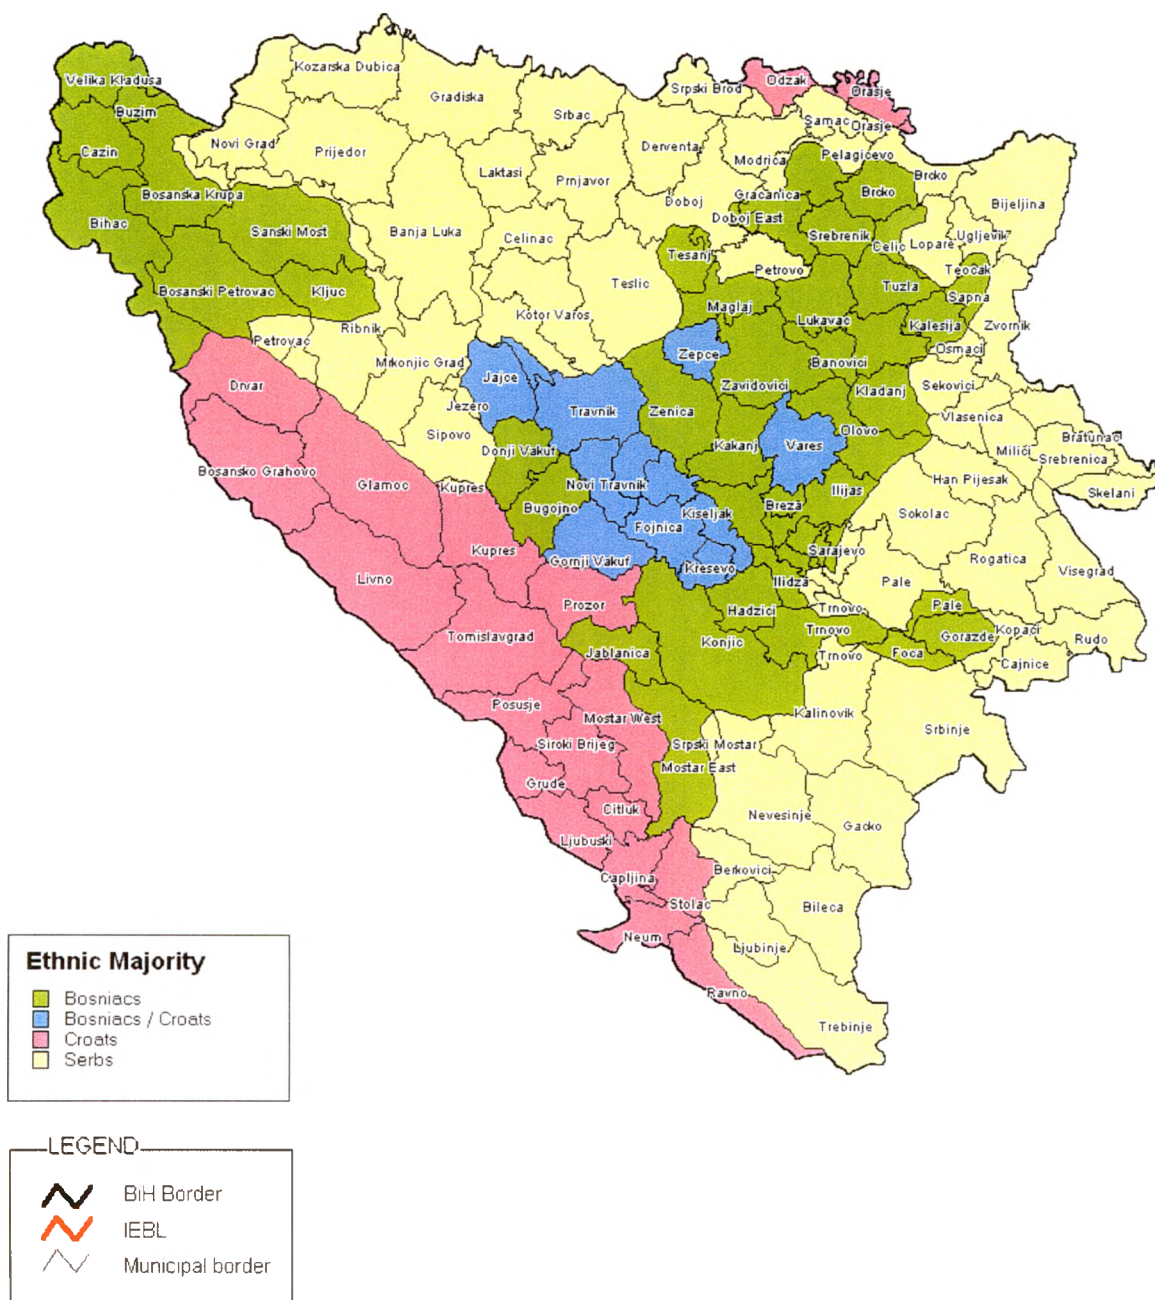 Kozarska Dubica
Odzak
Velika Kladusa
Srpski Brod
Orasje
Gradiska
Buzim
Srbac
Samac
Orasje
Novi Grad
Derventa
Cazin
Prijedor
Modrica
Pelagicevo
Laktasi
Brcko
Prnjavor
Bosanska Krupa
Gracanica
Brcko
Doboj
Bijeljina
Bihac
Doboj East
Sanski Most
Banja Luka
Celinac
Srebrenik
Ugljevik
Celic
Lopare
Tesanj
Petrovo
Teocak
Teslic
Tuzla
Bosanski Petrovac
Kljuc
Sapna
Maglaj
Kotor Varos
Lukavac
Kalesija
Zvornik
Ribnik
Petrovac
Osmaci
Zepce
Mrkonjic Grad
Banovici
Jajce
Drvar
Zavidovici
Sekovici
Kladanj
Jezero
Travnik
Zenica
Vlasenica
Sipovo
Olovo
Bratunac
Donji Vakuf
Kakanj
Vares
Milići
Srebrenica
Bosansko Grahovo
Han Pijesak
Glamoc
Kupres
Novi Travnik
Ilijas
Skelani
Bugojno
Breza
Kiseljak
Sokolac
Fojnica
Kupres
Sarajevo
Gornji Vakuf
Rogatica
Kresevo
Visegrad
Livno
Ilidza
Pale
Prozor
Hadzici
Trnovo
Pale
Tomislavgrad
Trnovo
Kopaci
Konjic
Gorazde
Rudo
Jablanica
Trnovo
Foca
Cajnice
Posusje
Mostar West
Kalinovik
Srbinje
Siroki Brijeg
Srpski Mostar
Mostar East
Grude
Citluk
Nevesinje
Gacko
Ljubuski
Berkovici
Capljina
Stolac
Bileca
Neum
Ljubinje
Ravno
Trebinje
Ethnic Majority
Bosniacs
Bosniacs / Croats
Croats
Serbs
LEGEND
BiH Border
IEBL
Municipal border